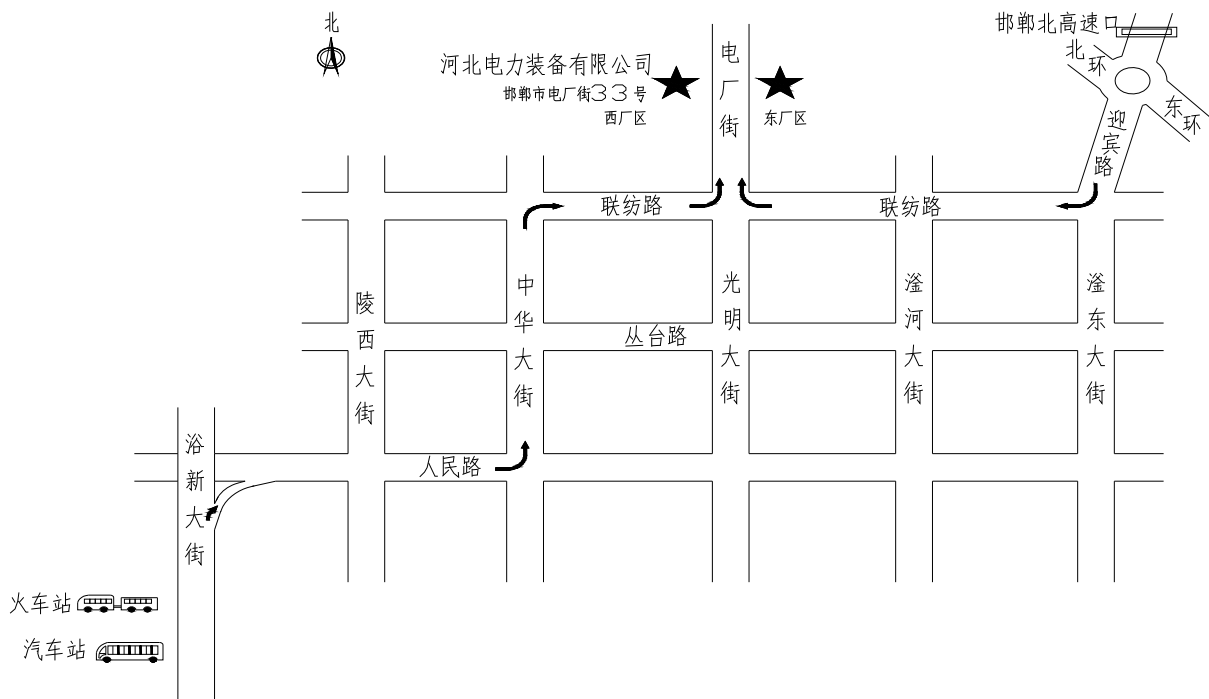 北
邯郸北高速口
河北电力装备有限公司
邯郸市电厂街33号
西厂区
东厂区
电厂街
北环
东环
迎宾路
联纺路
联纺路
陵西大街
中华大街
光明大街
滏河大街
滏东大街
丛台路
人民路
浴新大街
火车站
汽车站